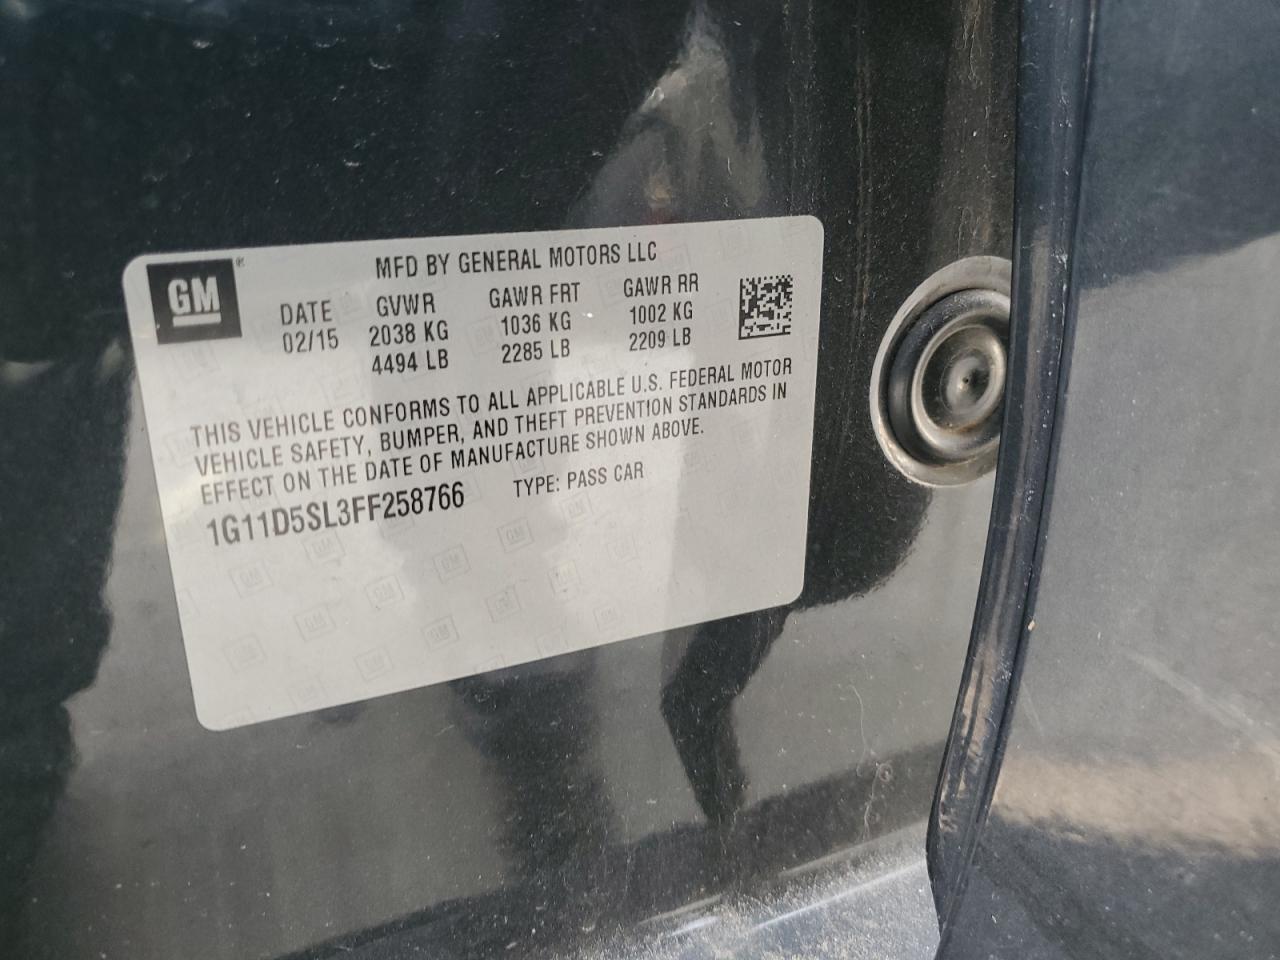 GM®
MFD BY GENERAL MOTORS LLC
DATE GVWR GAWR FRT GAWR RR
02/15 2038 KG 1036 KG 1002 KG
4494 LB 2285 LB 2209 LB
THIS VEHICLE CONFORMS TO ALL APPLICABLE U.S. FEDERAL MOTOR
VEHICLE SAFETY, BUMPER, AND THEFT PREVENTION STANDARDS IN
EFFECT ON THE DATE OF MANUFACTURE SHOWN ABOVE.
1G11D5SL3FF258766 TYPE: PASS CAR